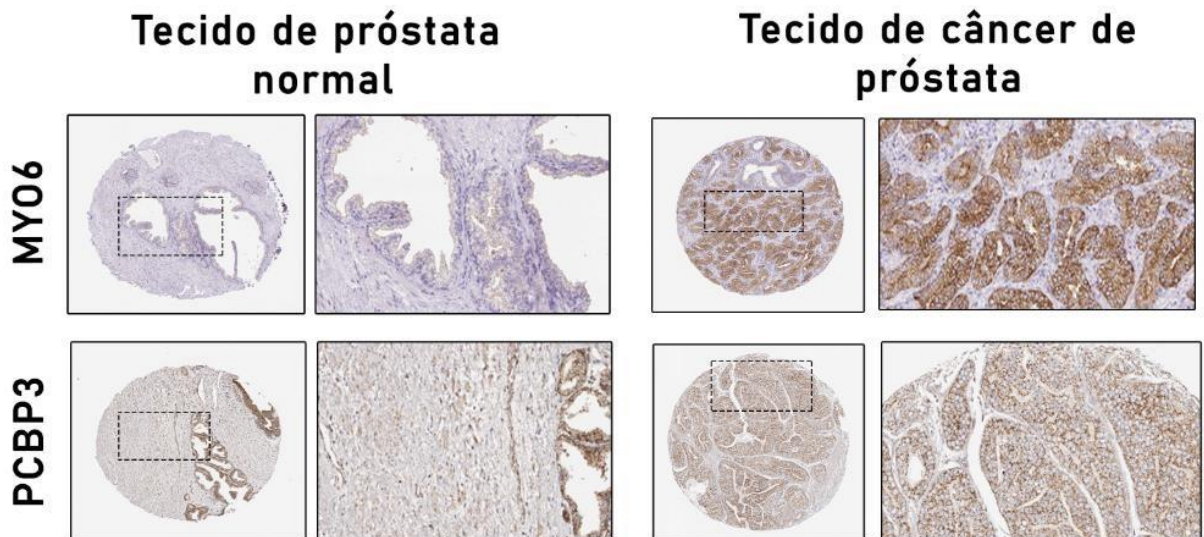 Tecido de próstata
normal
Tecido de câncer de
próstata
MYO6
PCBP3